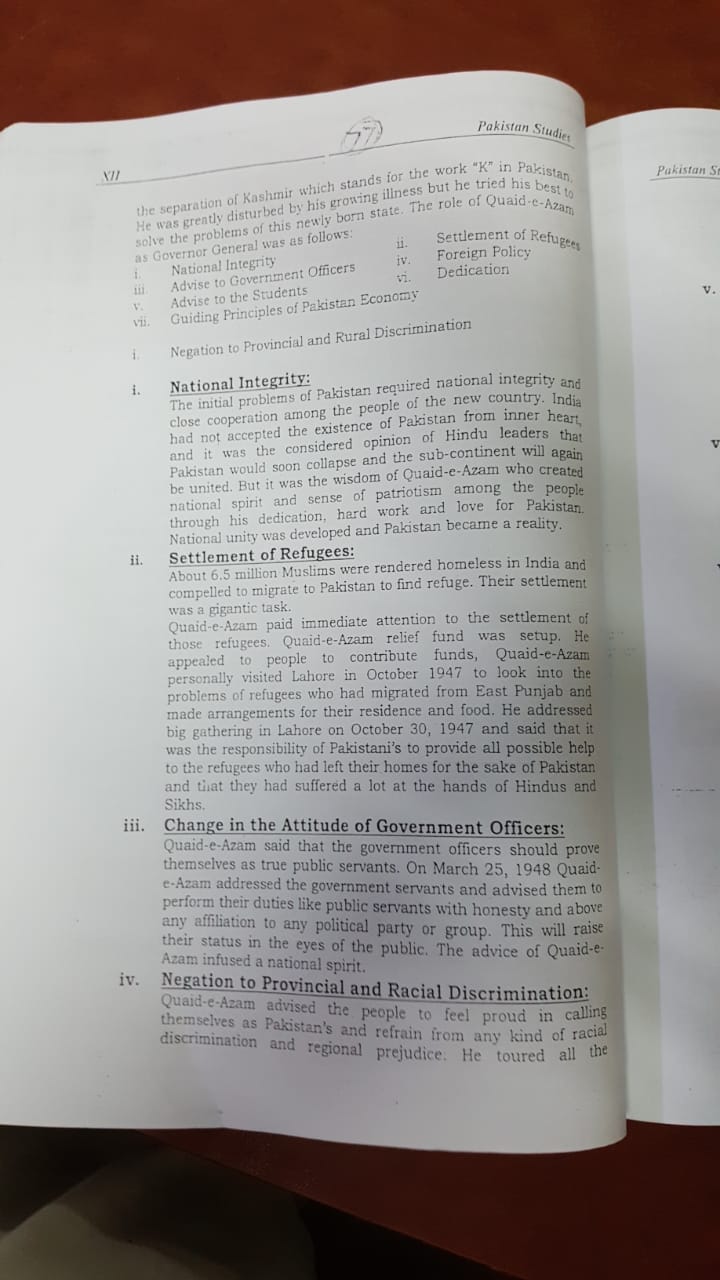 57
Pakistan Studies
XII
the separation of Kashmir which stands for the work "K" in Pakistan.
He was greatly disturbed by his growing illness but he tried his best to
solve the problems of this newly born state. The role of Quaid-e-Azam
as Governor General was as follows:
i. National Integrity ii. Settlement of Refugees
iii. Advise to Government Officers iv. Foreign Policy
v. Advise to the Students vi. Dedication
vii. Guiding Principles of Pakistan Economy
i. Negation to Provincial and Rural Discrimination
i. National Integrity:
The initial problems of Pakistan required national integrity and
close cooperation among the people of the new country. India
had not accepted the existence of Pakistan from inner heart,
and it was the considered opinion of Hindu leaders that
Pakistan would soon collapse and the sub-continent will again
be united. But it was the wisdom of Quaid-e-Azam who created
national spirit and sense of patriotism among the people
through his dedication, hard work and love for Pakistan.
National unity was developed and Pakistan became a reality.
ii. Settlement of Refugees:
About 6.5 million Muslims were rendered homeless in India and
compelled to migrate to Pakistan to find refuge. Their settlement
was a gigantic task.
Quaid-e-Azam paid immediate attention to the settlement of
those refugees. Quaid-e-Azam relief fund was setup. He
appealed to people to contribute funds, Quaid-e-Azam
personally visited Lahore in October 1947 to look into the
problems of refugees who had migrated from East Punjab and
made arrangements for their residence and food. He addressed
big gathering in Lahore on October 30, 1947 and said that it
was the responsibility of Pakistani's to provide all possible help
to the refugees who had left their homes for the sake of Pakistan
and that they had suffered a lot at the hands of Hindus and
Sikhs.
iii. Change in the Attitude of Government Officers:
Quaid-e-Azam said that the government officers should prove
themselves as true public servants. On March 25, 1948 Quaid-
e-Azam addressed the government servants and advised them to
perform their duties like public servants with honesty and above
any affiliation to any political party or group. This will raise
their status in the eyes of the public. The advice of Quaid-e-
Azam infused a national spirit.
iv. Negation to Provincial and Racial Discrimination:
Quaid-e-Azam advised the people to feel proud in calling
themselves as Pakistan's and refrain from any kind of racial
discrimination and regional prejudice. He toured all the
Pakistan St
v.
v